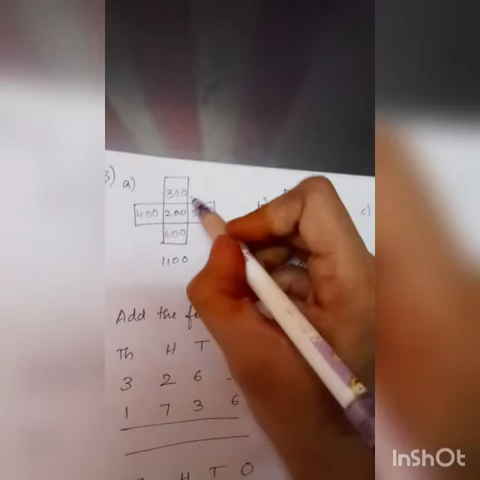 3) a)
300
400 200
600
1100
b) c)
Add the
Th H T
3 2 6
1 7 3 6
H T O
InShOt